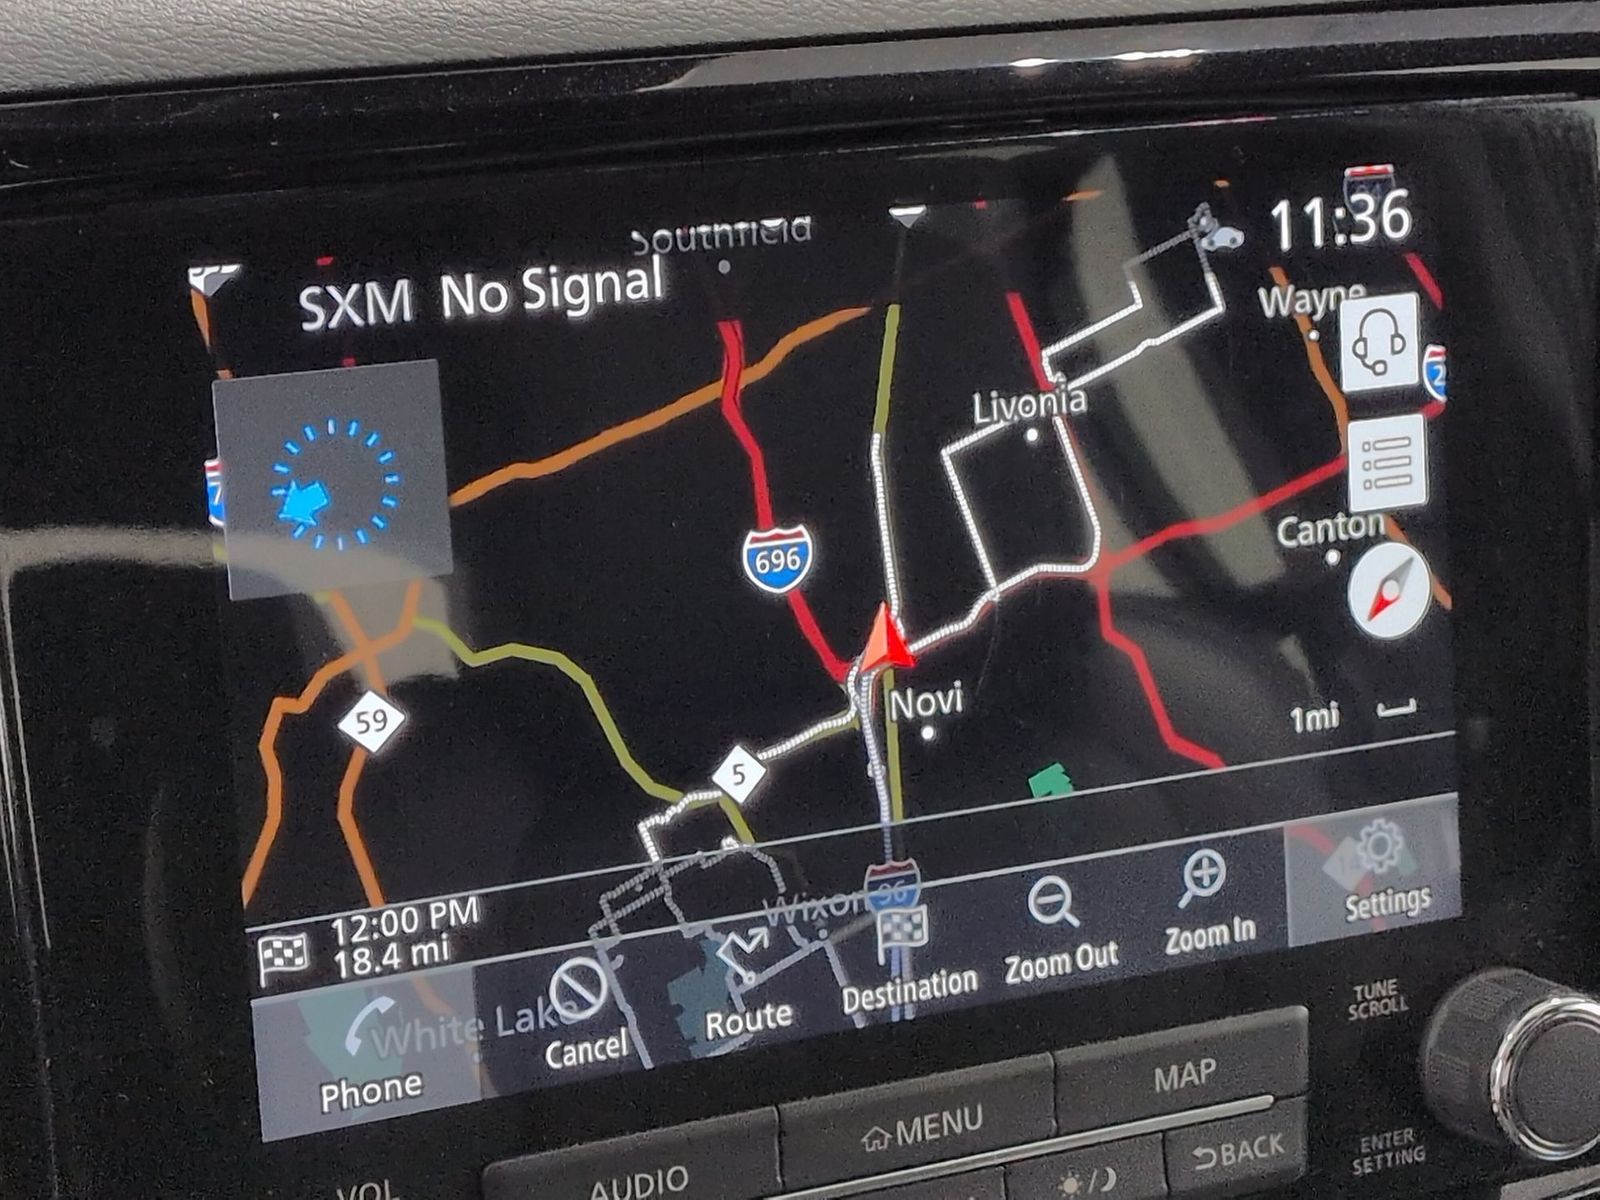 Southfield
11:36
SXM No Signal
Wayne
Livonia
696
Canton
Novi
59
5
1mi
96
Wixom
12:00 PM
18.4 mi
White Lake
Phone
Cancel
Route
Destination
Zoom Out
Zoom In
Settings
TUNE
SCROLL
MAP
MENU
AUDIO
BACK
ENTER
SETTING
VOL